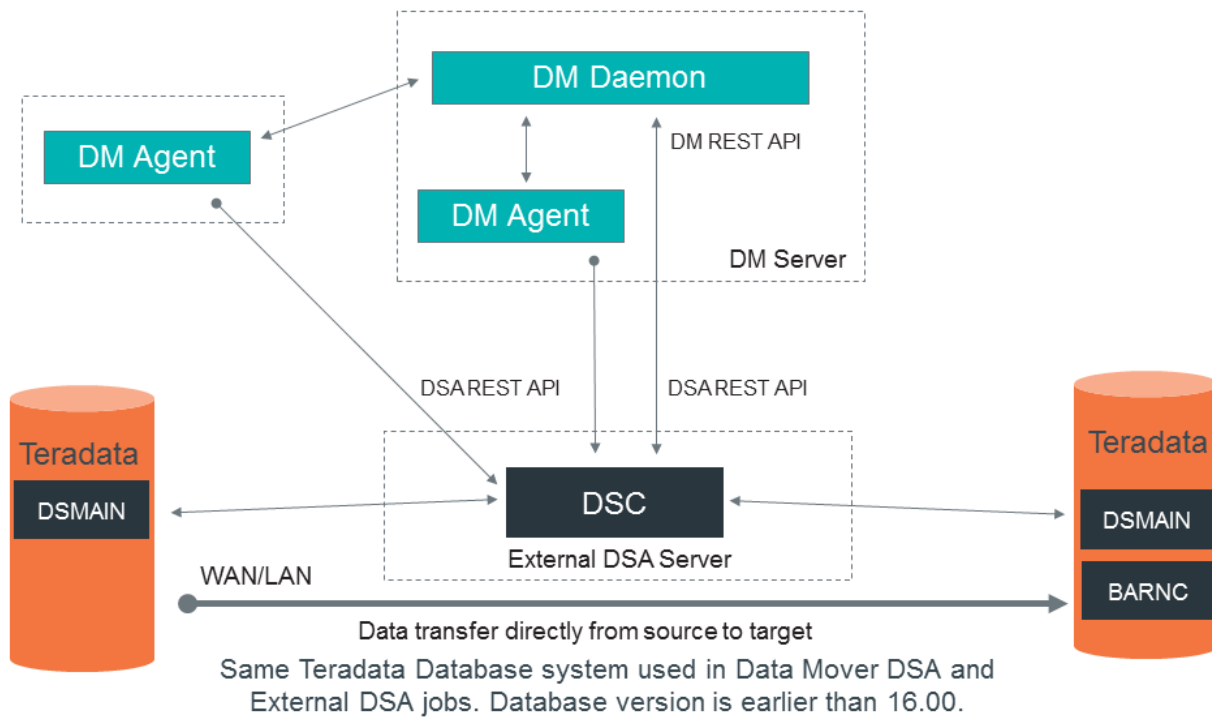 DM Daemon
DM Agent
DM REST API
DM Agent
DM Server
DSA REST API
DSA REST API
Teradata
DSMAIN
DSC
External DSA Server
Teradata
DSMAIN
BARNC
WAN/LAN
Data transfer directly from source to target
Same Teradata Database system used in Data Mover DSA and
External DSA jobs. Database version is earlier than 16.00.